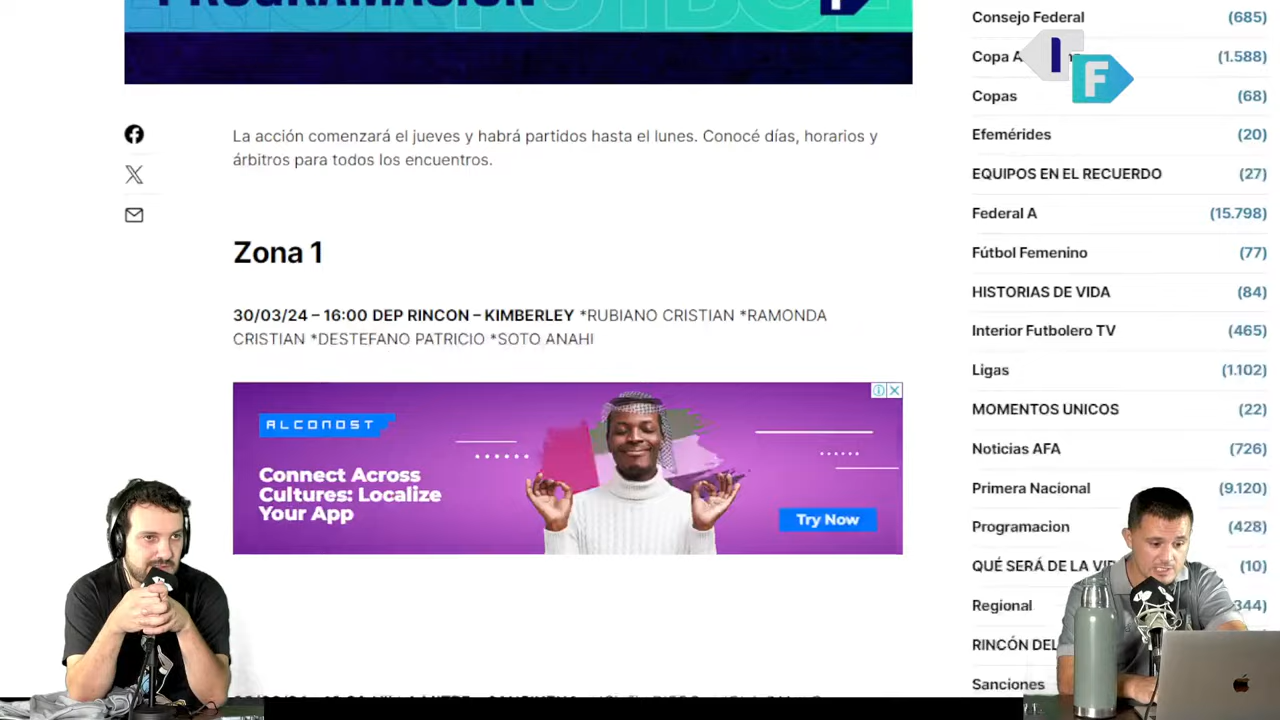 La acción comenzará el jueves y habrá partidos hasta el lunes. Conocé días, horarios y
árbitros para todos los encuentros.
Zona 1
30/03/24 – 16:00 DEP RINCON – KIMBERLEY *RUBIANO CRISTIAN *RAMONDA
CRISTIAN *DESTEFANO PATRICIO *SOTO ANAHI
ALCONOST
Connect Across
Cultures: Localize
Your App
Try Now
Consejo Federal (685)
Copa (1.588)
Copas (68)
Efemérides (20)
EQUIPOS EN EL RECUERDO (27)
Federal A (15.798)
Fútbol Femenino (77)
HISTORIAS DE VIDA (84)
Interior Futbolero TV (465)
Ligas (1.102)
MOMENTOS UNICOS (22)
Noticias AFA (726)
Primera Nacional (9.120)
Programacion (428)
QUÉ SERÁ DE LA (10)
Regional
RINCÓN
Sanciones
I
F